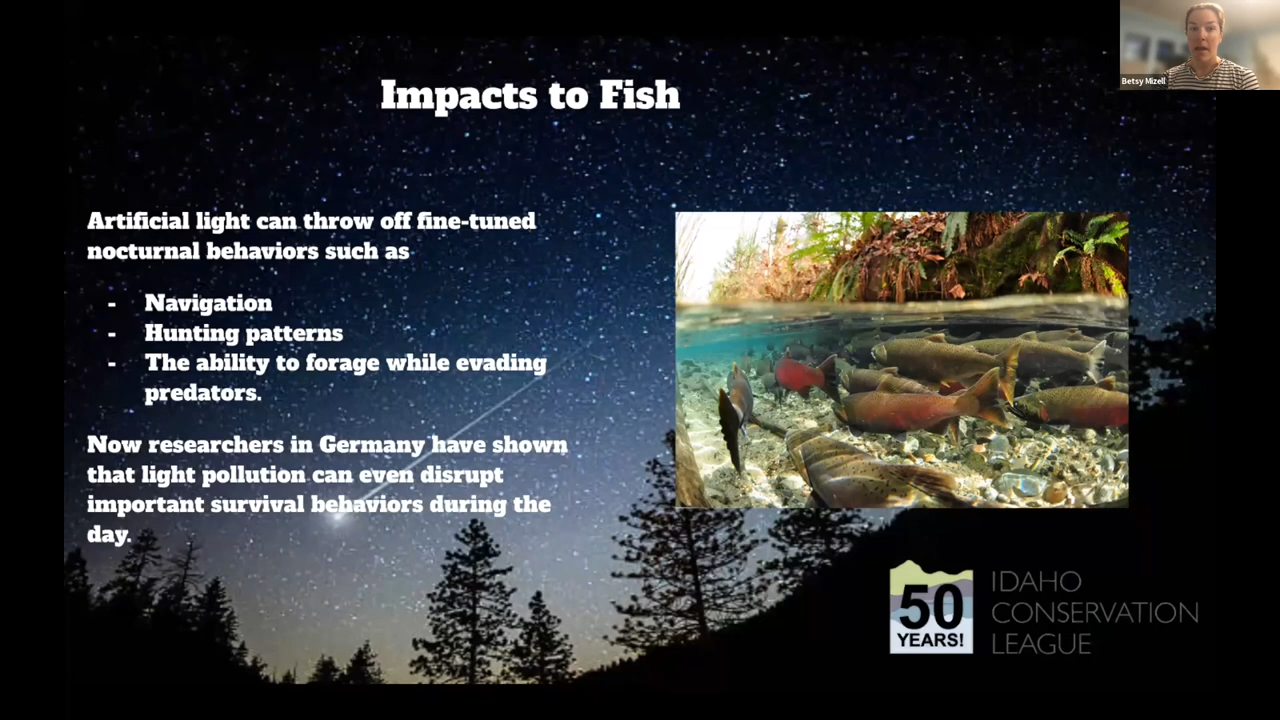 Betsy Mizell
Impacts to Fish
Artificial light can throw off fine-tuned
nocturnal behaviors such as
- Navigation
- Hunting patterns
- The ability to forage while evading
predators.
Now researchers in Germany have shown
that light pollution can even disrupt
important survival behaviors during the
day.
50
YEARS!
IDAHO
CONSERVATION
LEAGUE